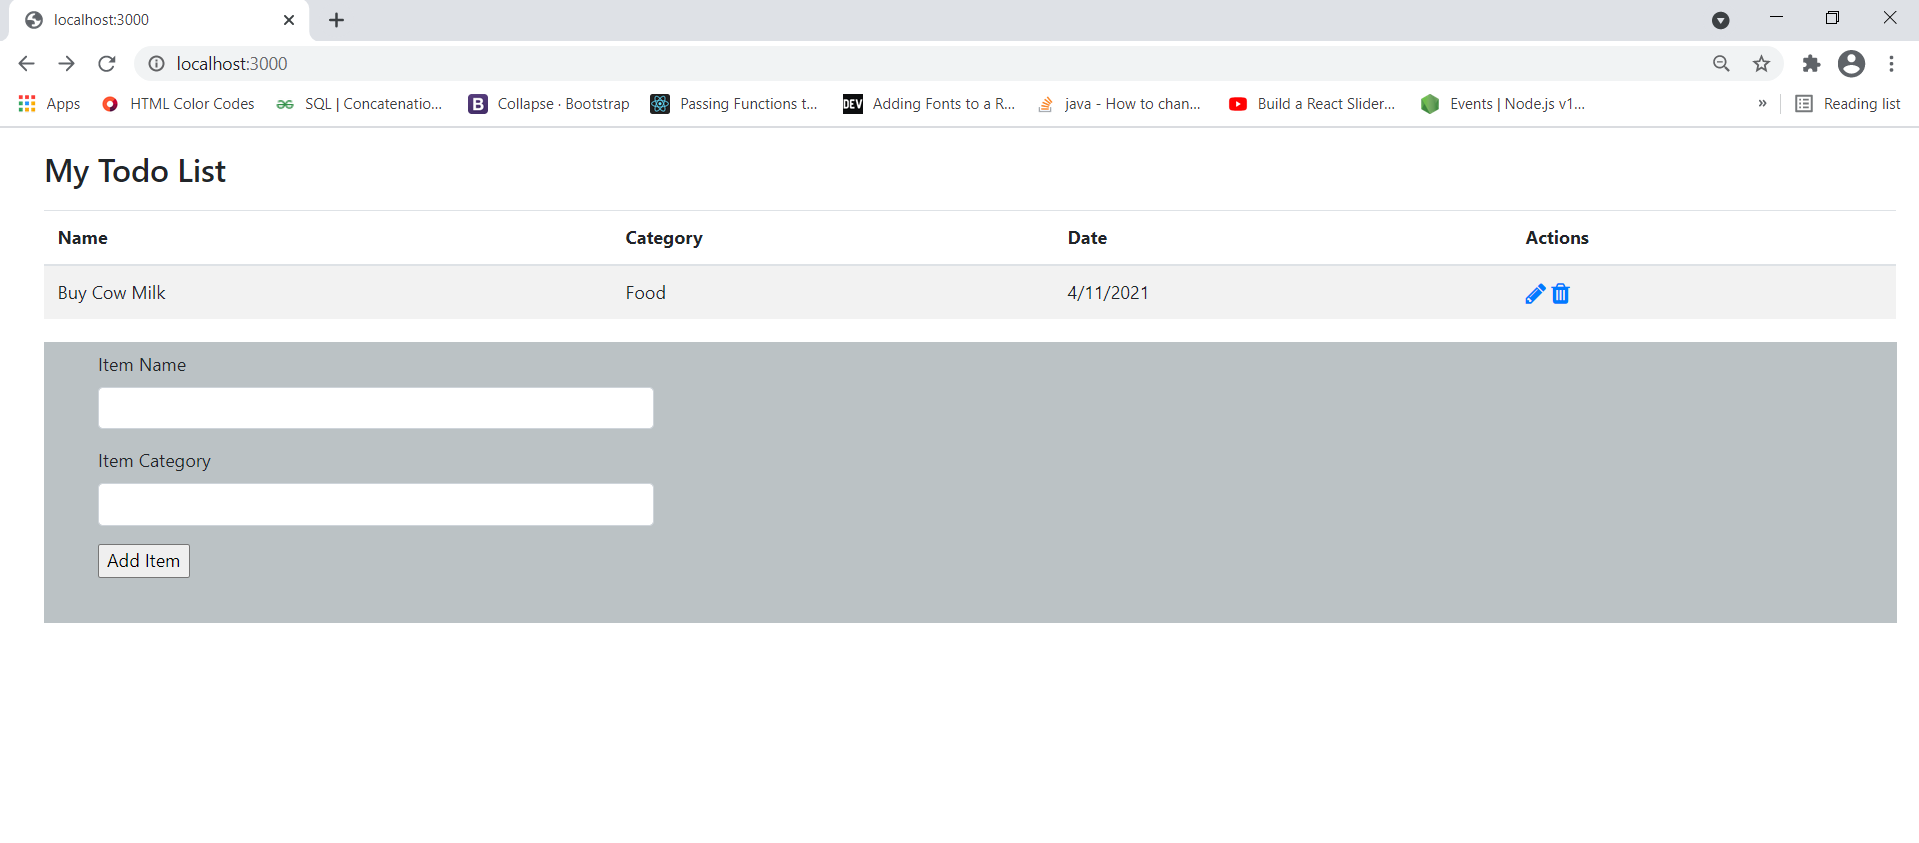 localhost:3000
localhost:3000
Apps HTML Color Codes SQL | Concatenatio... B Collapse · Bootstrap Passing Functions t... DEV Adding Fonts to a R... java - How to chan... Build a React Slider... Events | Node.js v1... » Reading list
My Todo List
Name Category Date Actions
Buy Cow Milk Food 4/11/2021
Item Name
Item Category
Add Item